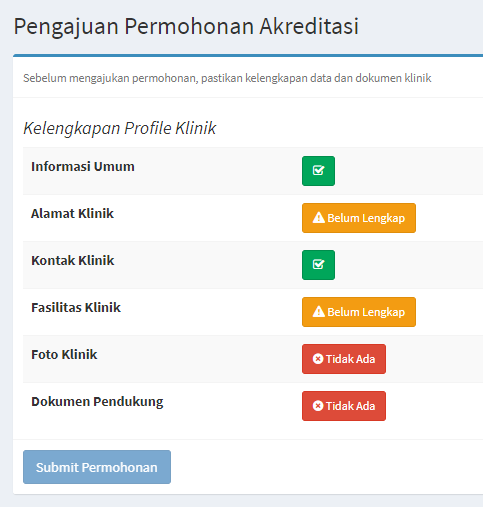 Pengajuan Permohonan Akreditasi
Sebelum mengajukan permohonan, pastikan kelengkapan data dan dokumen klinik
Kelengkapan Profile Klinik
Informasi Umum
Alamat Klinik Belum Lengkap
Kontak Klinik
Fasilitas Klinik Belum Lengkap
Foto Klinik Tidak Ada
Dokumen Pendukung Tidak Ada
Submit Permohonan